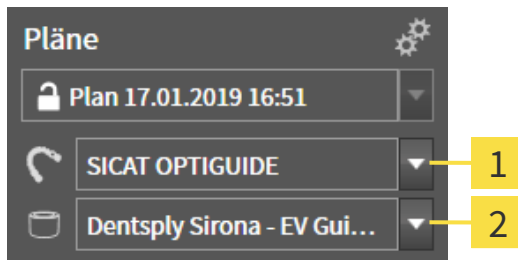 Pläne
Plan 17.01.2019 16:51
SICAT OPTIGUIDE
1
Dentsply Sirona - EV Gui...
2